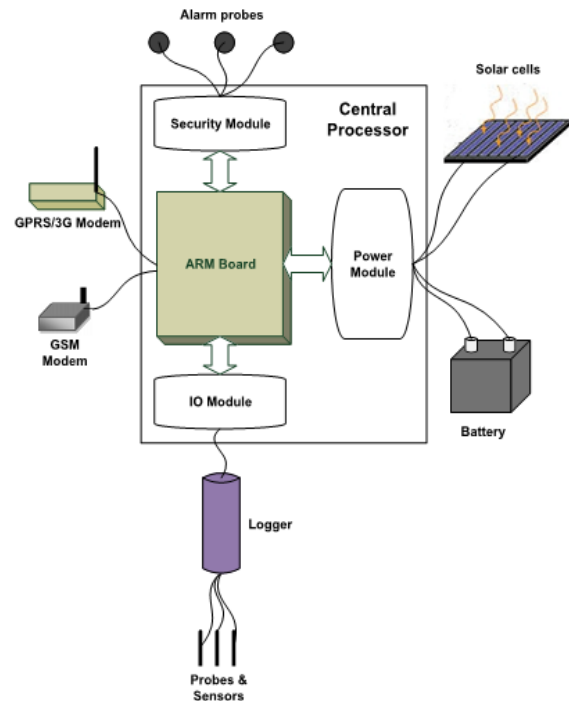 Alarm probes
Solar cells
Central
Processor
Security Module
GPRS/3G Modem
ARM Board
Power
Module
GSM
Modem
IO Module
Battery
Logger
Probes &
Sensors